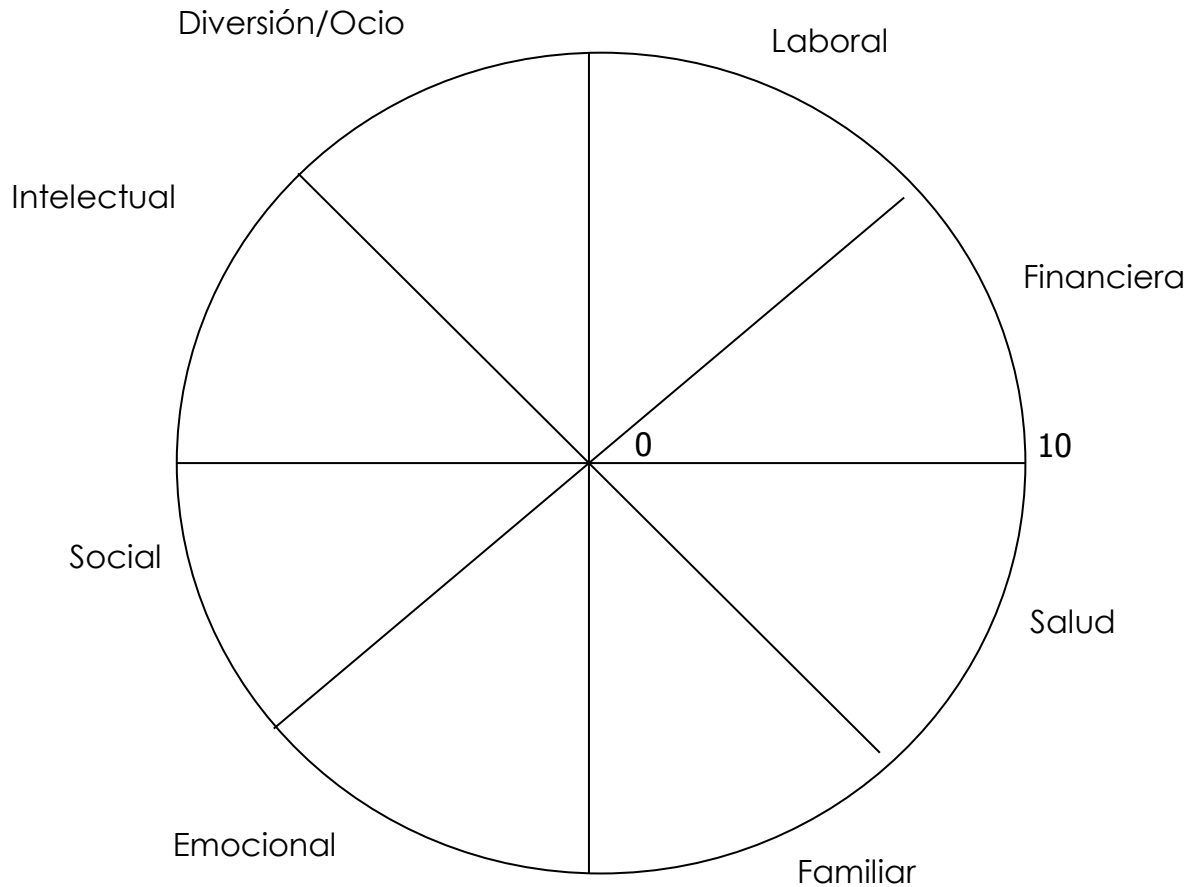 Diversión/Ocio
Laboral
Intelectual
Financiera
0
10
Social
Salud
Emocional
Familiar